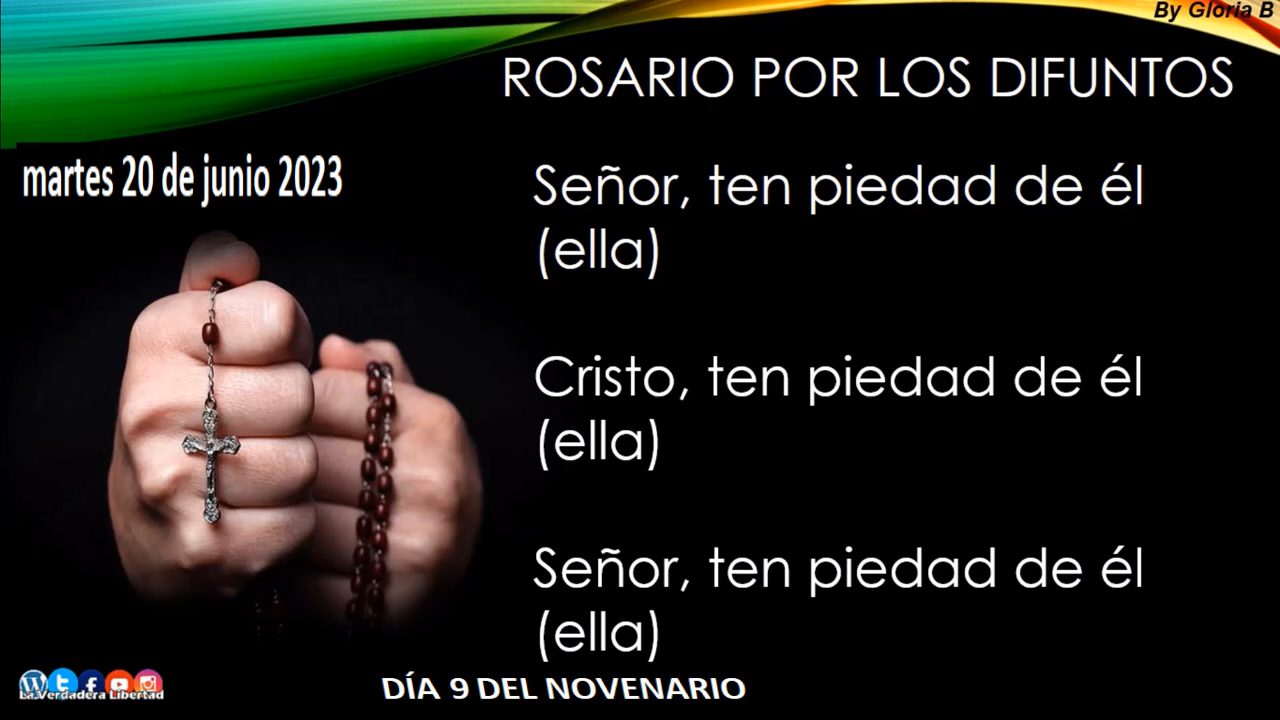 By Gloria B
ROSARIO POR LOS DIFUNTOS
martes 20 de junio 2023
Señor, ten piedad de él
(ella)
Cristo, ten piedad de él
(ella)
Señor, ten piedad de él
(ella)
La Verdadera Libertad
DÍA 9 DEL NOVENARIO